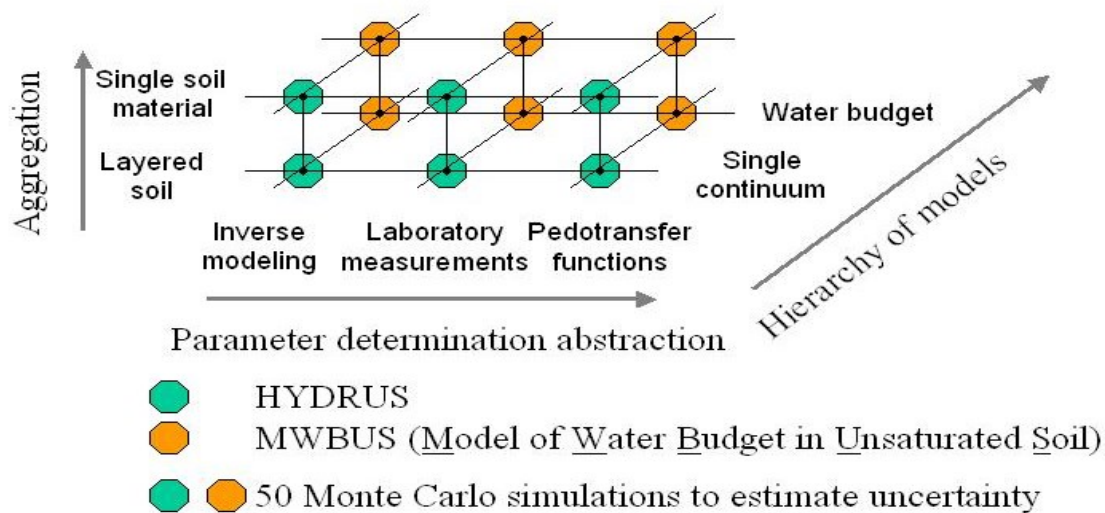 Aggregation
Single soil
material
Layered
soil
Water budget
Single
continuum
Inverse
modeling
Laboratory
measurements
Pedotransfer
functions
Hierarchy of models
Parameter determination abstraction
HYDRUS
MWBUS (Model of Water Budget in Unsaturated Soil)
50 Monte Carlo simulations to estimate uncertainty